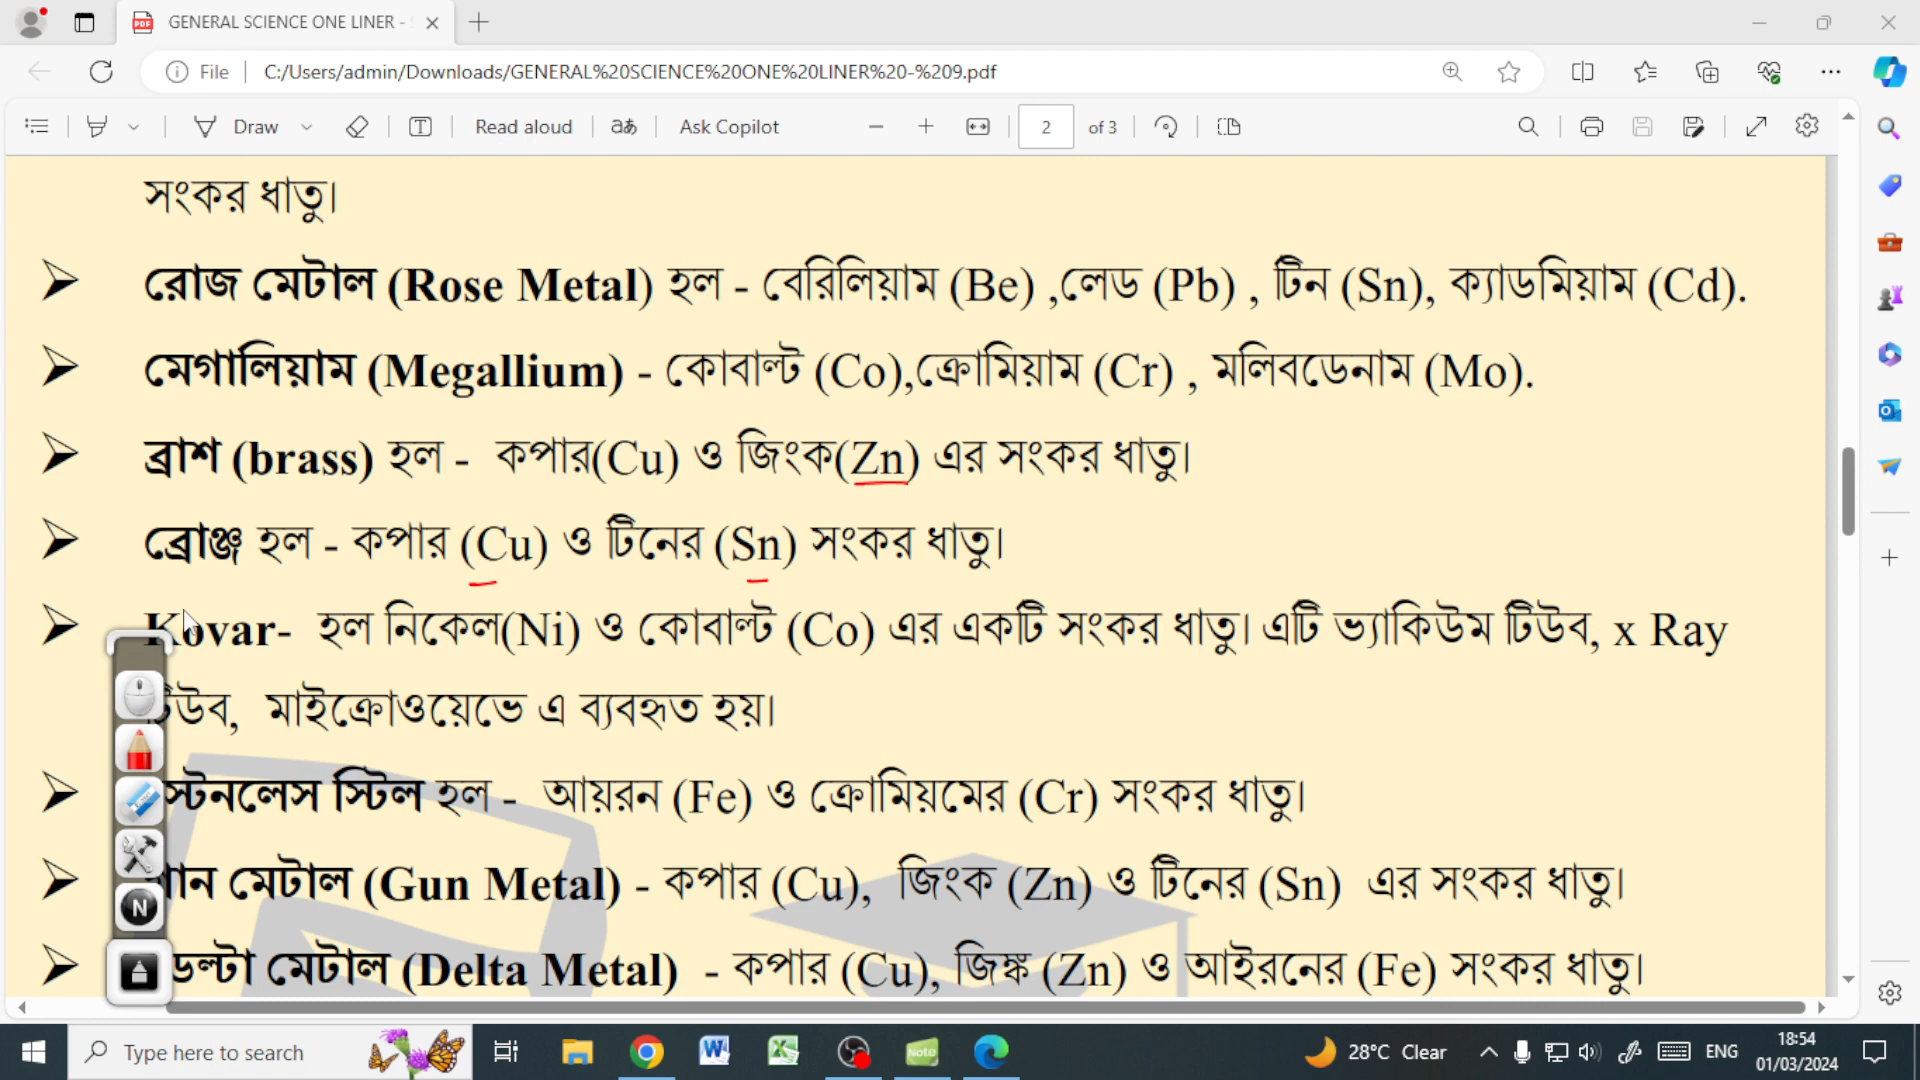 GENERAL SCIENCE ONE LINER -
File
C:/Users/admin/Downloads/GENERAL%20SCIENCE%20ONE%20LINER%20-%209.pdf
Draw
Read aloud
Ask Copilot
2
of 3
সংকর ধাতু।
রোজ মেটাল (Rose Metal) হল - বেরিলিয়াম (Be) ,লেড (Pb) , টিন (Sn), ক্যাডমিয়াম (Cd).
মেগালিয়াম (Megallium) - কোবাল্ট (Co),ক্রোমিয়াম (Cr) , মলিবডেনাম (Mo).
ব্রাশ (brass) হল - কপার(Cu) ও জিংক(Zn) এর সংকর ধাতু।
ব্রোঞ্জ হল - কপার (Cu) ও টিনের (Sn) সংকর ধাতু।
Kovar- হল নিকেল(Ni) ও কোবাল্ট (Co) এর একটি সংকর ধাতু। এটি ভ্যাকিউম টিউব, x Ray
টিউব, মাইক্রোওয়েভে এ ব্যবহৃত হয়।
স্টেনলেস স্টিল হল - আয়রন (Fe) ও ক্রোমিয়মের (Cr) সংকর ধাতু।
গান মেটাল (Gun Metal) - কপার (Cu), জিংক (Zn) ও টিনের (Sn) এর সংকর ধাতু।
ডেল্টা মেটাল (Delta Metal) - কপার (Cu), জিঙ্ক (Zn) ও আইরনের (Fe) সংকর ধাতু।
N
Type here to search
Note
28°C Clear
ENG
18:54
01/03/2024